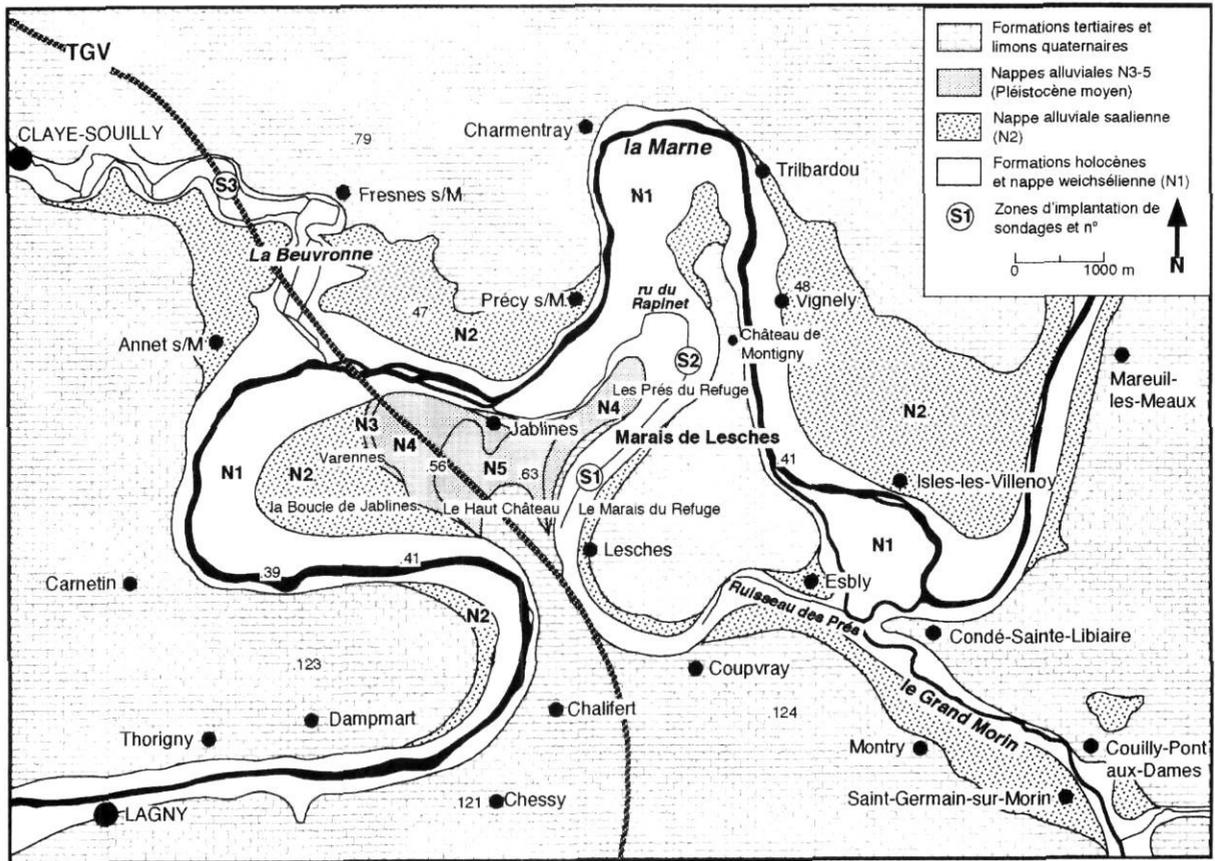 TGV
CLAYE-SOUILLY
S3
.79
Fresnes s/M
La Beuvronne
Charmentray
la Marne
Trilbardou
N1
Formations tertiaires et
limons quaternaires
Nappes alluviales N3-5
(Pléistocène moyen)
Nappe alluviale saalienne
(N2)
Formations holocènes
et nappe weichsélienne (N1)
S1
Zones d'implantation de
sondages et n°
0 1000 m
N
47
N2
Précy s/M
ru du
Rapinet
48
Vignely
Annet s/M
Château de
Montigny
S2
Mareuil-
les-Meaux
Les Prés du Refuge
N4
N2
N3
Varennes
N4
Jablines
Marais de Lesches
N1
N2
.56
N5
.63
S1
41
Isles-les-Villenoy
la Boucle de Jablines
Le Haut Château
Le Marais du Refuge
Lesches
N1
Carnetin
.39
.41
Esbly
Ruisseau des Prés
N2
Condé-Sainte-Libiaire
.123
Coupvray
le Grand Morin
Dampmart
Chalifert
.124
Thorigny
Montry
Couilly-Pont
aux-Dames
121
Chessy
Saint-Germain-sur-Morin
LAGNY